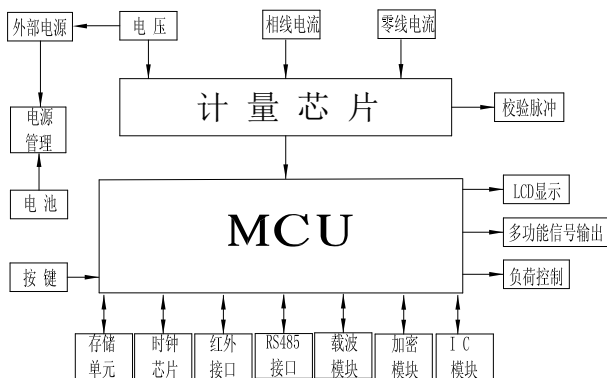 外部电源
电 压
相线电流
零线电流
计 量 芯 片
校验脉冲
电源
管理
电 池
MCU
LCD显示
多功能信号输出
负荷控制
按 键
存储
单元
时钟
芯片
红外
接口
RS485
接口
载波
模块
加密
模块
I C
模块